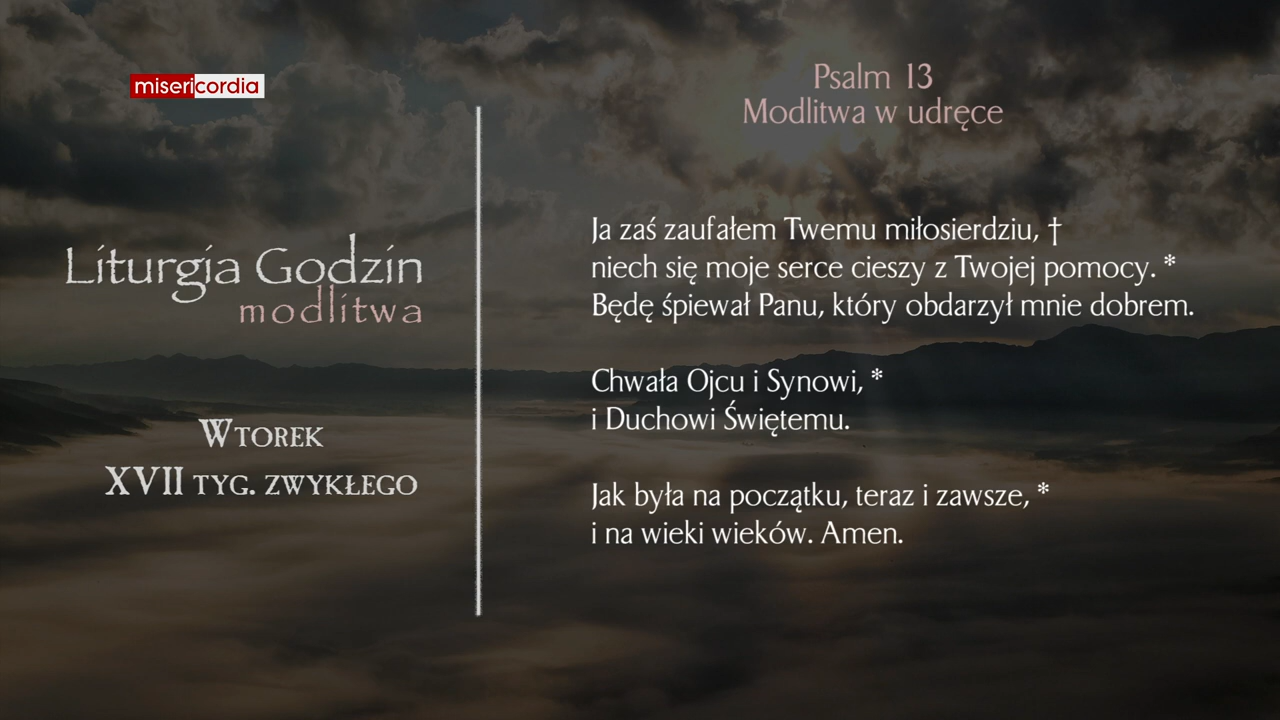 misericordia
Liturgia Godzin
modlitwa
Wtorek
XVII tyg. zwykłego
Psalm 13
Modlitwa w udręce
Ja zaś zaufałem Twemu miłosierdziu, †
niech się moje serce cieszy z Twojej pomocy. *
Będę śpiewał Panu, który obdarzył mnie dobrem.
Chwała Ojcu i Synowi, *
i Duchowi Świętemu.
Jak była na początku, teraz i zawsze, *
i na wieki wieków. Amen.